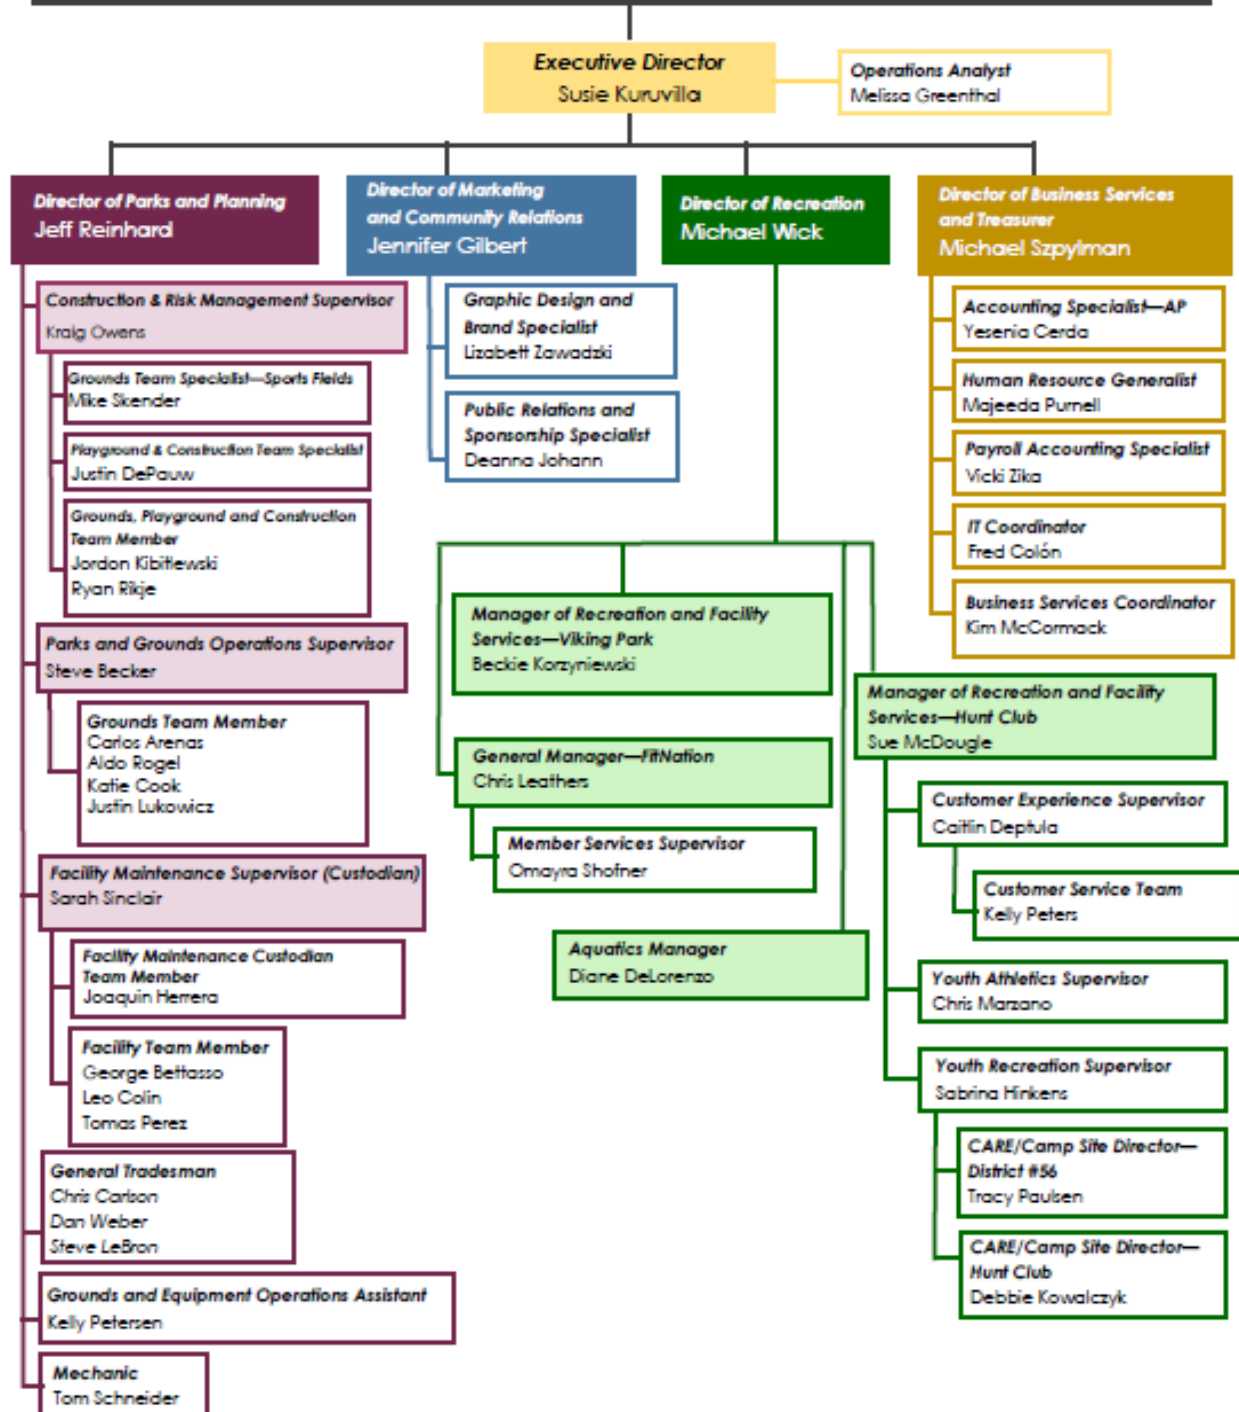 Executive Director
Susie Kuruvilla
Operations Analyst
Melissa Greenthal
Director of Parks and Planning
Jeff Reinhard
Director of Marketing
and Community Relations
Jennifer Gilbert
Director of Recreation
Michael Wick
Director of Business Services
and Treasurer
Michael Szpylman
Construction & Risk Management Supervisor
Kraig Owens
Grounds Team Specialist—Sports Fields
Mike Skender
Playground & Construction Team Specialist
Justin DePauw
Grounds, Playground and Construction
Team Member
Jordon Kibitlewski
Ryan Rikje
Parks and Grounds Operations Supervisor
Steve Becker
Grounds Team Member
Carlos Arenas
Aldo Rogel
Katie Cook
Justin Lukowicz
Facility Maintenance Supervisor (Custodian)
Sarah Sinclair
Facility Maintenance Custodian
Team Member
Joaquin Herrera
Facility Team Member
George Bettasso
Leo Colin
Tomas Perez
General Tradesman
Chris Carlson
Dan Weber
Steve LeBron
Grounds and Equipment Operations Assistant
Kelly Petersen
Mechanic
Tom Schneider
Graphic Design and
Brand Specialist
Lizabett Zawadzki
Public Relations and
Sponsorship Specialist
Deanna Johann
Manager of Recreation and Facility
Services—Viking Park
Beckie Korzyniewski
General Manager—FitNation
Chris Leathers
Member Services Supervisor
Omayra Shofner
Aquatics Manager
Diane DeLorenzo
Manager of Recreation and Facility
Services—Hunt Club
Sue McDougle
Customer Experience Supervisor
Caitlin Deptula
Customer Service Team
Kelly Peters
Youth Athletics Supervisor
Chris Marzano
Youth Recreation Supervisor
Sabrina Hinkens
CARE/Camp Site Director—
District #56
Tracy Paulsen
CARE/Camp Site Director—
Hunt Club
Debbie Kowalczyk
Accounting Specialist—AP
Yesenia Cerda
Human Resource Generalist
Majeeda Purnell
Payroll Accounting Specialist
Vicki Zika
IT Coordinator
Fred Colón
Business Services Coordinator
Kim McCormack